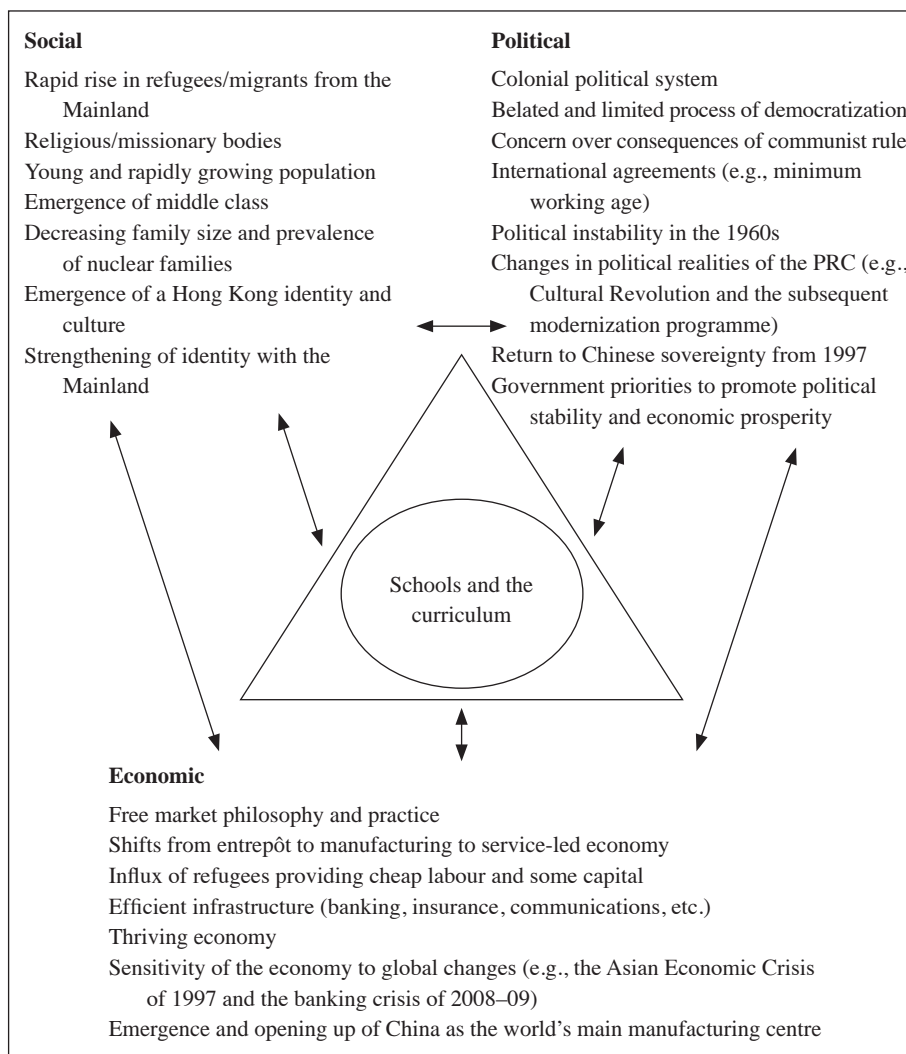 Social
Rapid rise in refugees/migrants from the
Mainland
Religious/missionary bodies
Young and rapidly growing population
Emergence of middle class
Decreasing family size and prevalence
of nuclear families
Emergence of a Hong Kong identity and
culture
Strengthening of identity with the
Mainland
Political
Colonial political system
Belated and limited process of democratization
Concern over consequences of communist rule
International agreements (e.g., minimum
working age)
Political instability in the 1960s
Changes in political realities of the PRC (e.g.,
Cultural Revolution and the subsequent
modernization programme)
Return to Chinese sovereignty from 1997
Government priorities to promote political
stability and economic prosperity
Schools and the
curriculum
Economic
Free market philosophy and practice
Shifts from entrepôt to manufacturing to service-led economy
Influx of refugees providing cheap labour and some capital
Efficient infrastructure (banking, insurance, communications, etc.)
Thriving economy
Sensitivity of the economy to global changes (e.g., the Asian Economic Crisis
of 1997 and the banking crisis of 2008–09)
Emergence and opening up of China as the world's main manufacturing centre